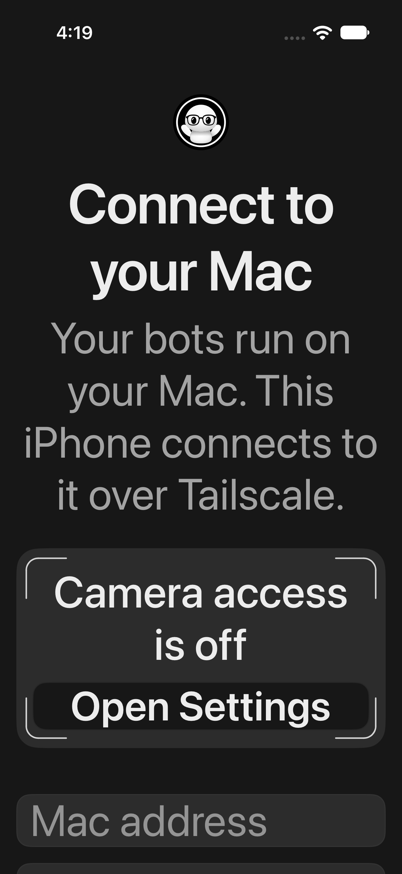 4:19
Connect to
your Mac
Your bots run on
your Mac. This
iPhone connects to
it over Tailscale.
Camera access
is off
Open Settings
Mac address